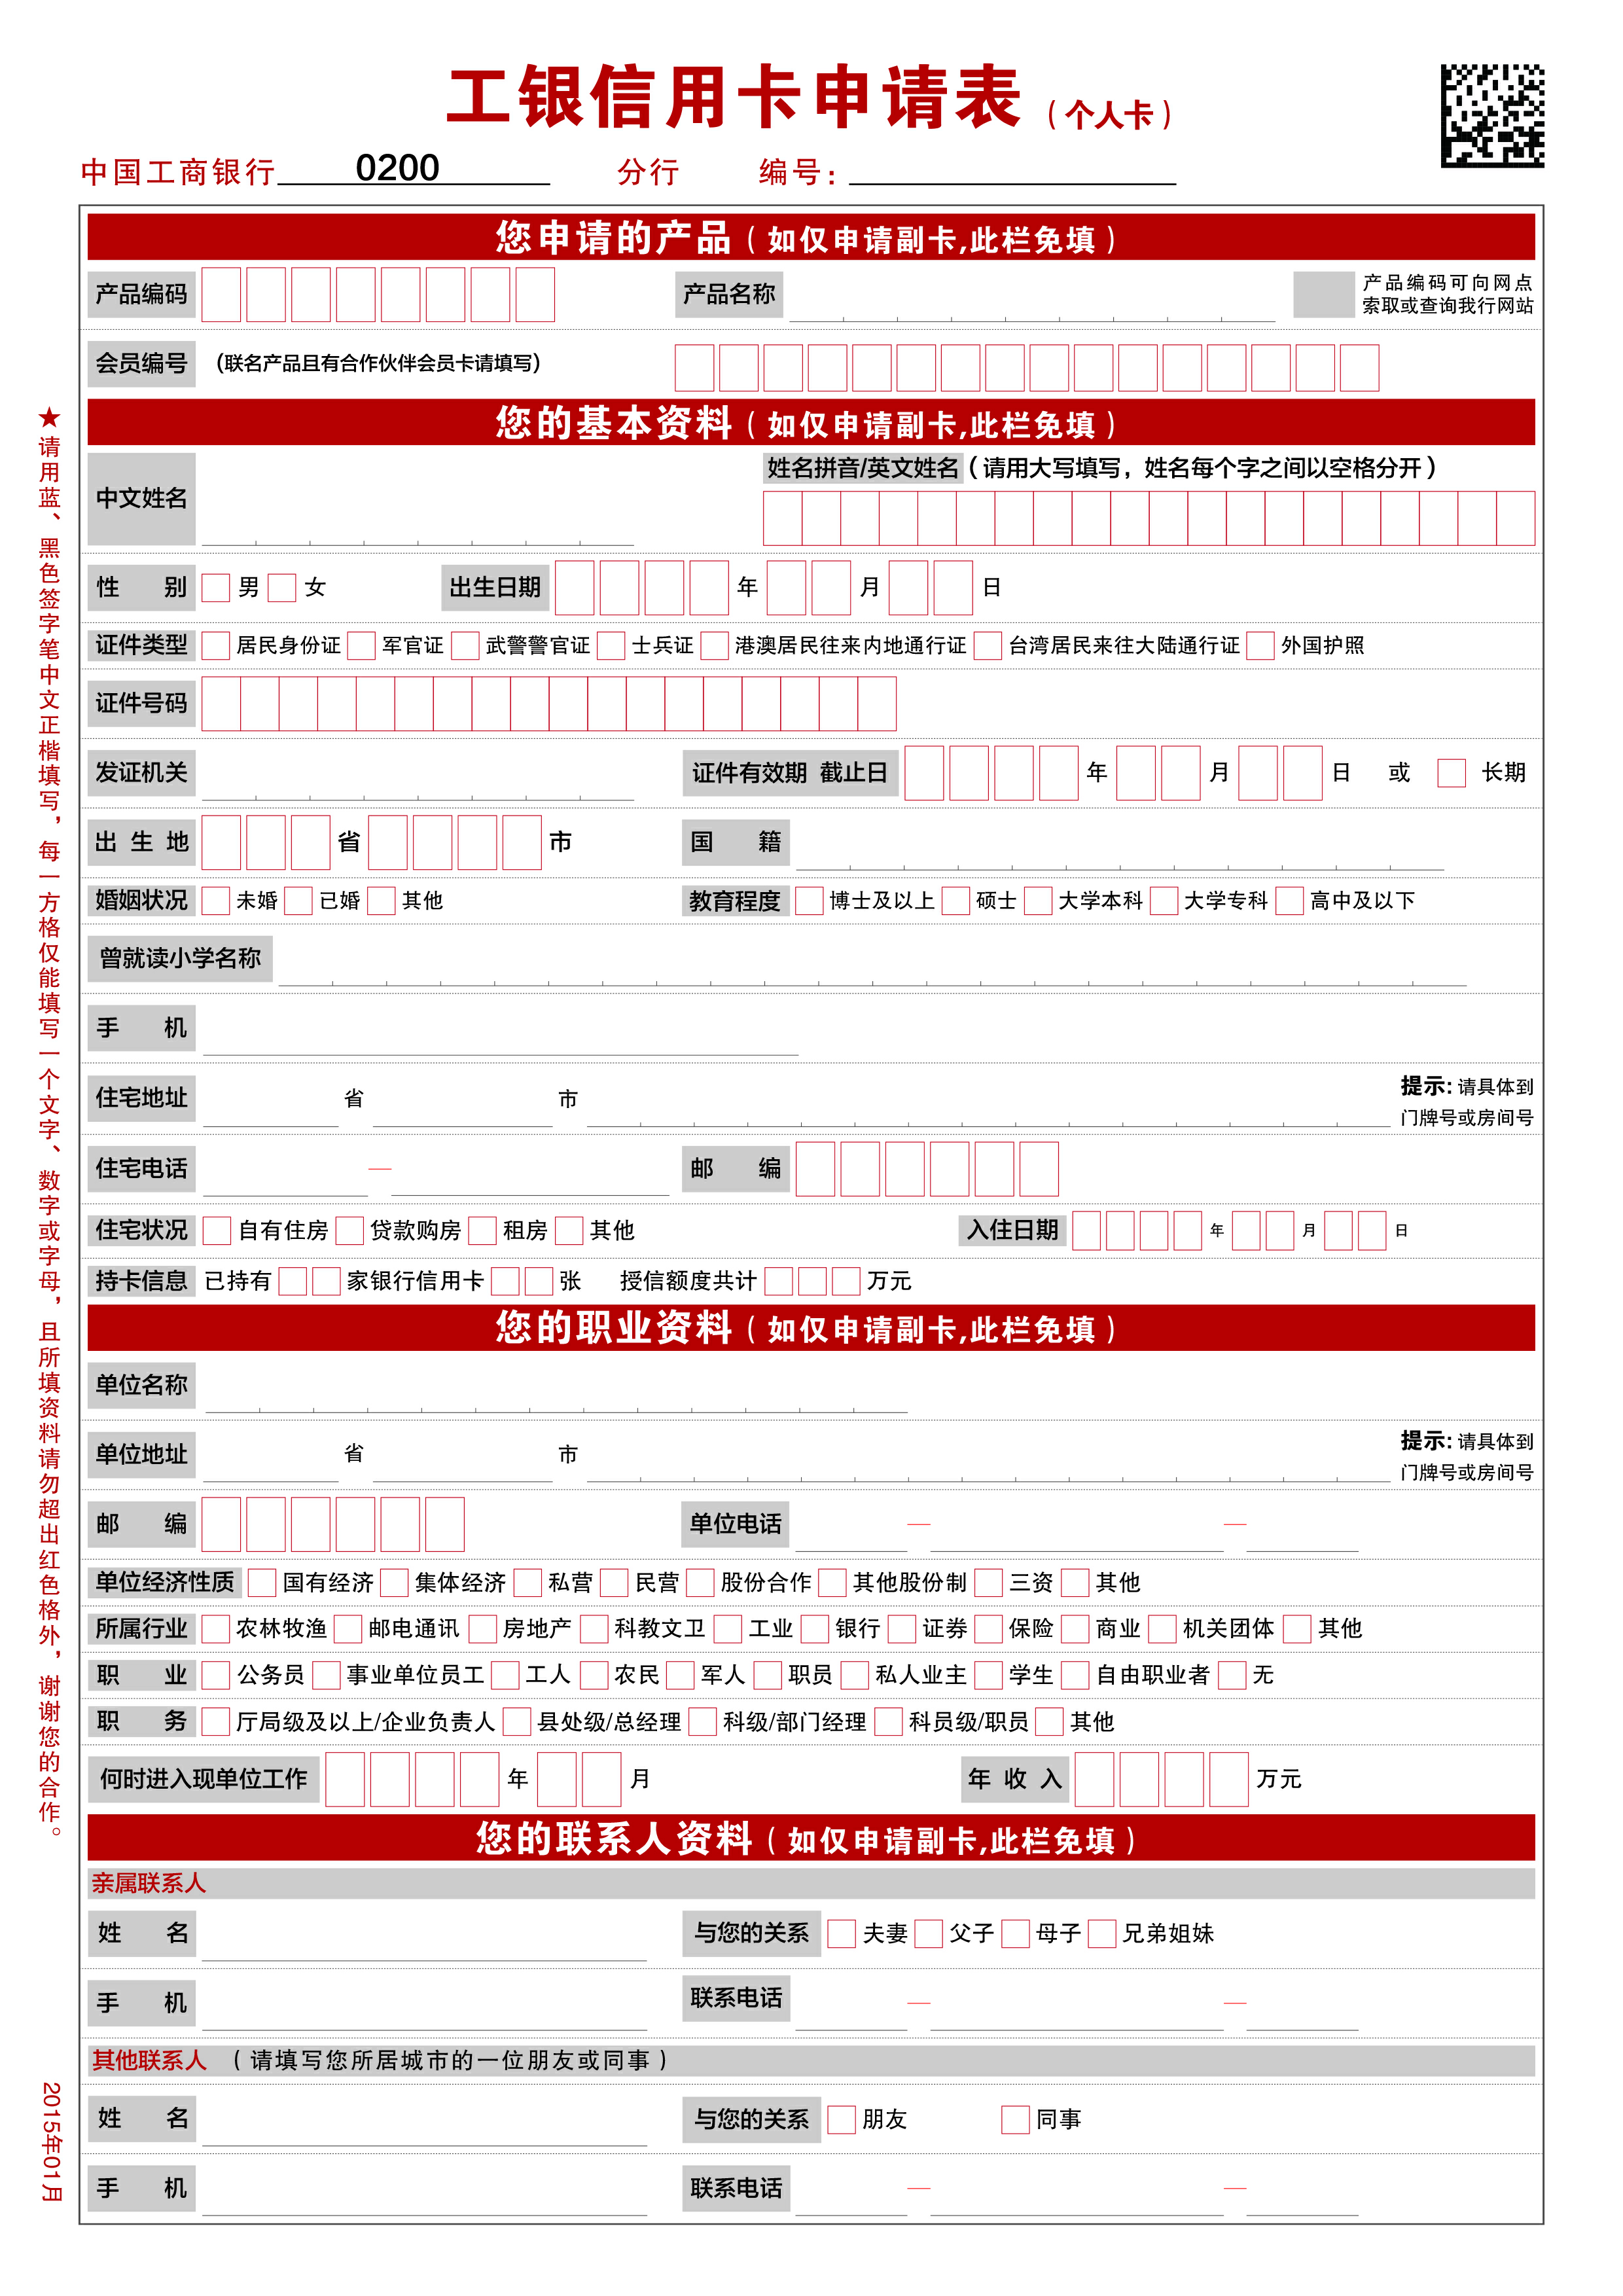 工银信用卡申请表（个人卡）
中国工商银行 0200 分行 编号：
您申请的产品（如仅申请副卡,此栏免填）
产品编码 产品名称 产品编码可向网点
索取或查询我行网站
会员编号 （联名产品且有合作伙伴会员卡请填写）
您的基本资料（如仅申请副卡,此栏免填）
中文姓名 姓名拼音/英文姓名（请用大写填写，姓名每个字之间以空格分开）
性 别 男 女 出生日期 年 月 日
证件类型 居民身份证 军官证 武警警官证 士兵证 港澳居民往来内地通行证 台湾居民来往大陆通行证 外国护照
证件号码
发证机关 证件有效期 截止日 年 月 日 或 长期
出 生 地 省 市 国 籍
婚姻状况 未婚 已婚 其他 教育程度 博士及以上 硕士 大学本科 大学专科 高中及以下
曾就读小学名称
手 机
住宅地址 省 市 提示：请具体到
门牌号或房间号
住宅电话 — 邮 编
住宅状况 自有住房 贷款购房 租房 其他 入住日期 年 月 日
持卡信息 已持有 家银行信用卡 张 授信额度共计 万元
您的职业资料（如仅申请副卡,此栏免填）
单位名称
单位地址 省 市 提示：请具体到
门牌号或房间号
邮 编 单位电话 — —
单位经济性质 国有经济 集体经济 私营 民营 股份合作 其他股份制 三资 其他
所属行业 农林牧渔 邮电通讯 房地产 科教文卫 工业 银行 证券 保险 商业 机关团体 其他
职 业 公务员 事业单位员工 工人 农民 军人 职员 私人业主 学生 自由职业者 无
职 务 厅局级及以上/企业负责人 县处级/总经理 科级/部门经理 科员级/职员 其他
何时进入现单位工作 年 月 年 收 入 万元
您的联系人资料（如仅申请副卡,此栏免填）
亲属联系人
姓 名 与您的关系 夫妻 父子 母子 兄弟姐妹
手 机 联系电话 — —
其他联系人 （请填写您所居城市的一位朋友或同事）
姓 名 与您的关系 朋友 同事
手 机 联系电话 — —
★请用蓝、黑色签字笔中文正楷填写，每一方格仅能填写一个文字、数字或字母，且所填资料请勿超出红色格外，谢谢您的合作。
2015年01月